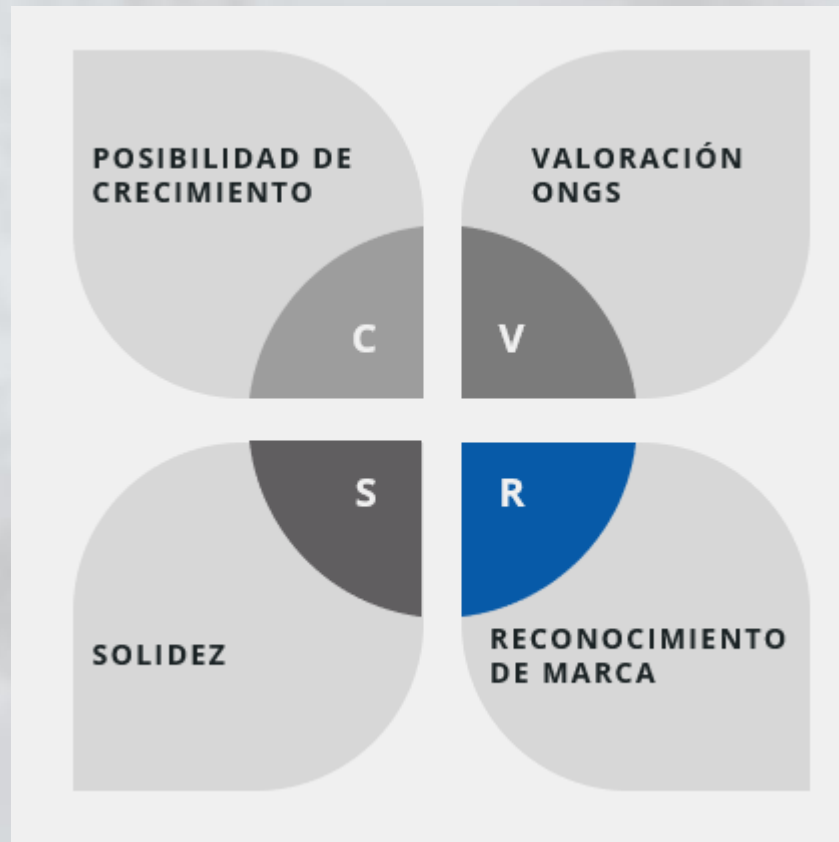 POSIBILIDAD DE
CRECIMIENTO
C
VALORACIÓN
ONGS
V
S
SOLIDEZ
R
RECONOCIMIENTO
DE MARCA